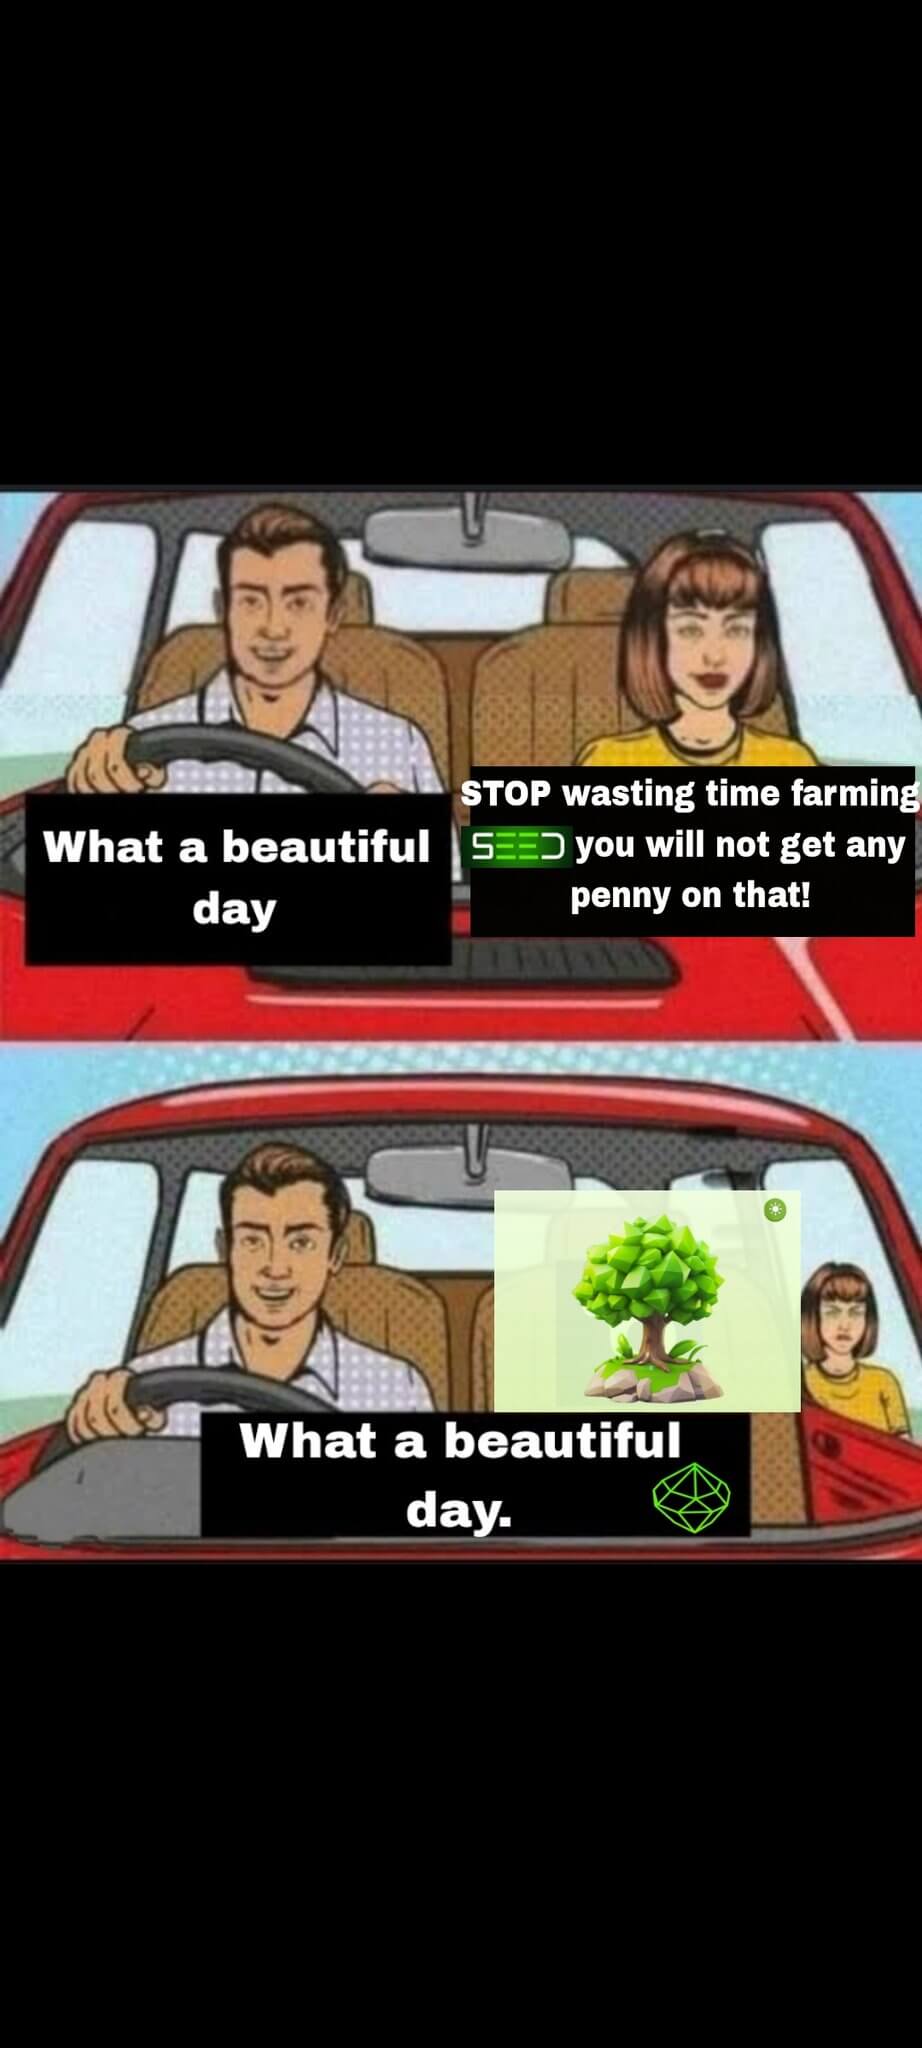 What a beautiful
day
STOP wasting time farming
SEED you will not get any
penny on that!
What a beautiful
day.